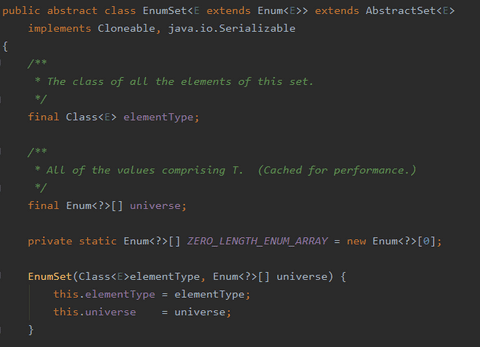 public abstract class EnumSet<E extends Enum<E>> extends AbstractSet<E>
    implements Cloneable, java.io.Serializable
{
    /**
     * The class of all the elements of this set.
     */
    final Class<E> elementType;

    /**
     * All of the values comprising T.  (Cached for performance.)
     */
    final Enum<?>[] universe;

    private static Enum<?>[] ZERO_LENGTH_ENUM_ARRAY = new Enum<?>[0];

    EnumSet(Class<E>elementType, Enum<?>[] universe) {
        this.elementType = elementType;
        this.universe    = universe;
    }